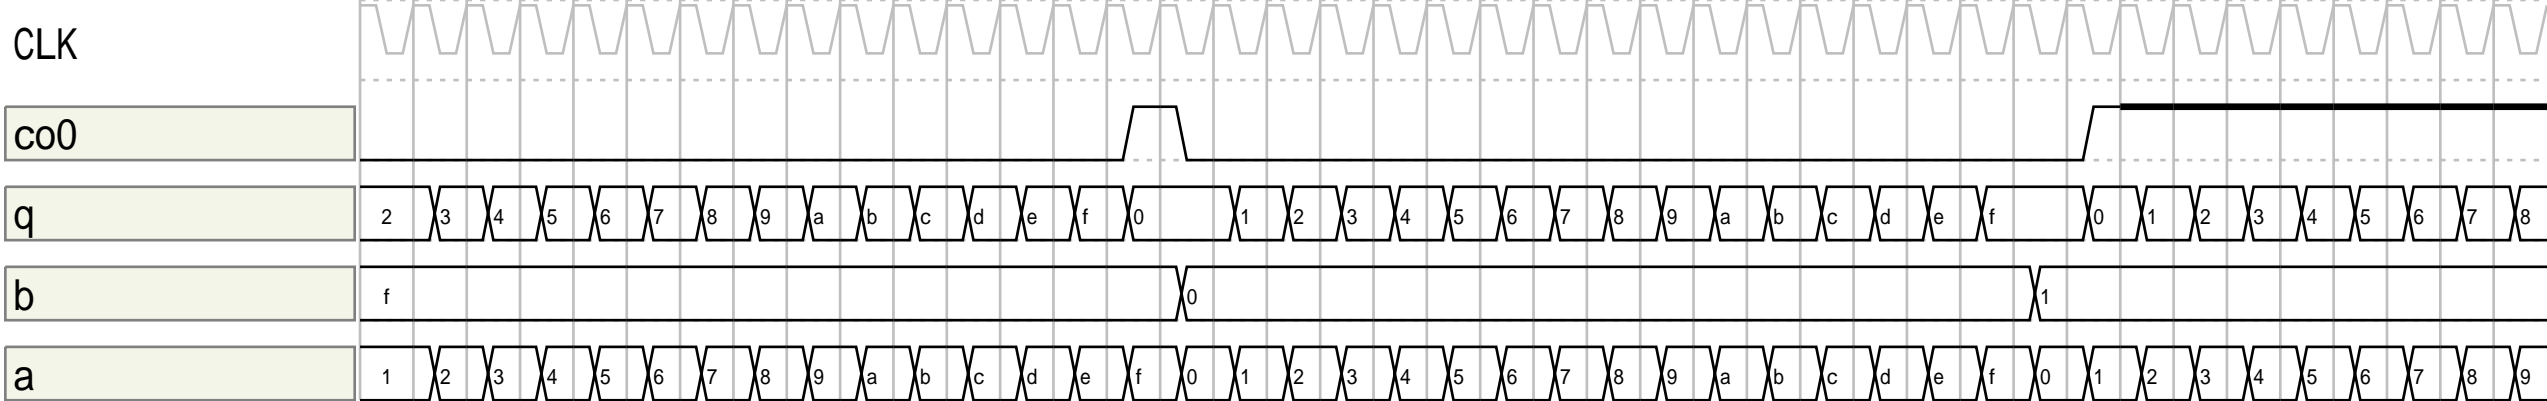 CLK
co0
q 2 3 4 5 6 7 8 9 a b c d e f 0 1 2 3 4 5 6 7 8 9 a b c d e f 0 1 2 3 4 5 6 7 8
b f 0 1
a 1 2 3 4 5 6 7 8 9 a b c d e f 0 1 2 3 4 5 6 7 8 9 a b c d e f 0 1 2 3 4 5 6 7 8 9